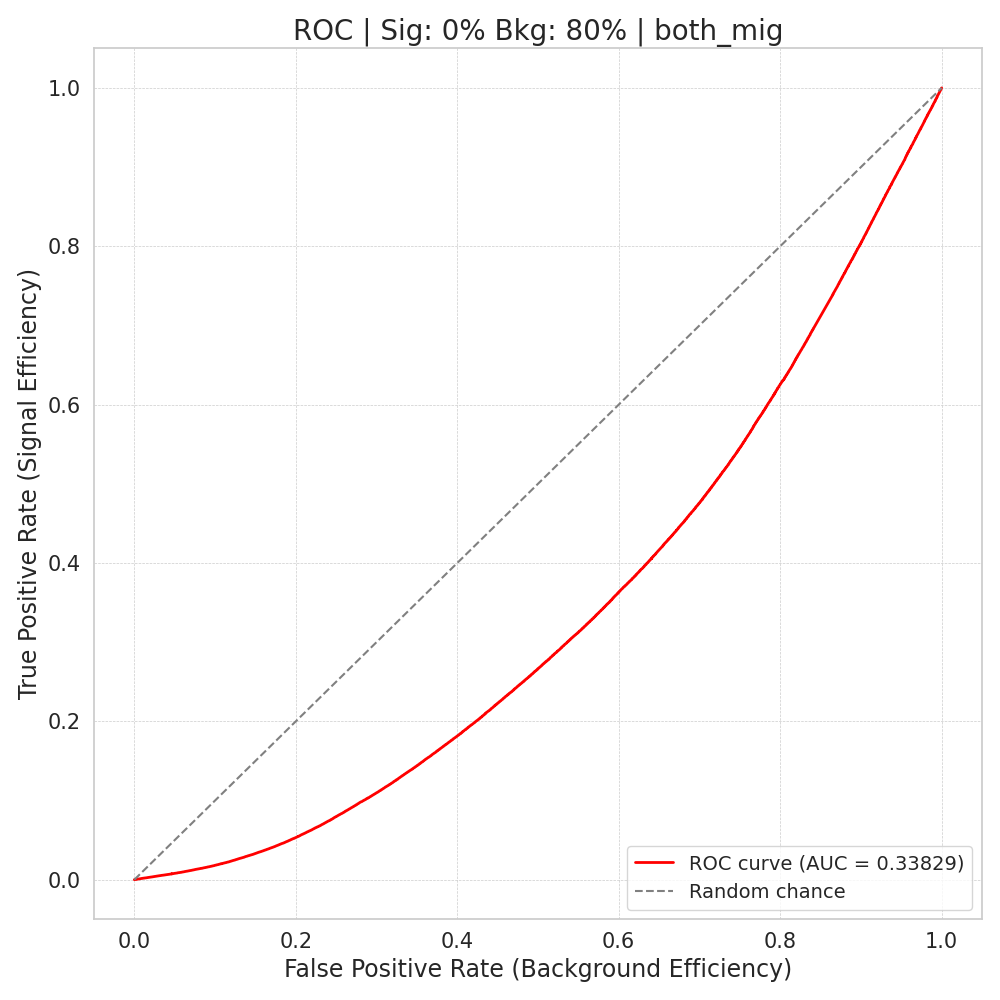 ROC | Sig: 0% Bkg: 80% | both_mig
True Positive Rate (Signal Efficiency)
1.0
0.8
0.6
0.4
0.2
0.0
ROC curve (AUC = 0.33829)
Random chance
0.0 0.2 0.4 0.6 0.8 1.0
False Positive Rate (Background Efficiency)